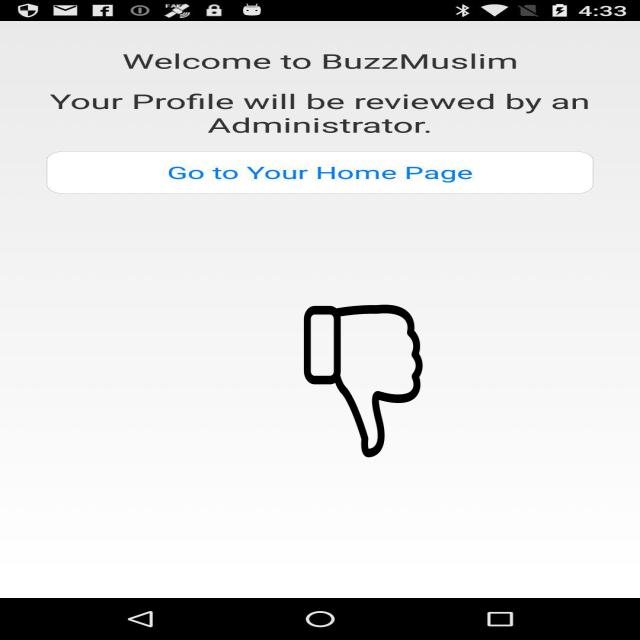 4:33
Welcome to BuzzMuslim
Your Profile will be reviewed by an
Administrator.
Go to Your Home Page